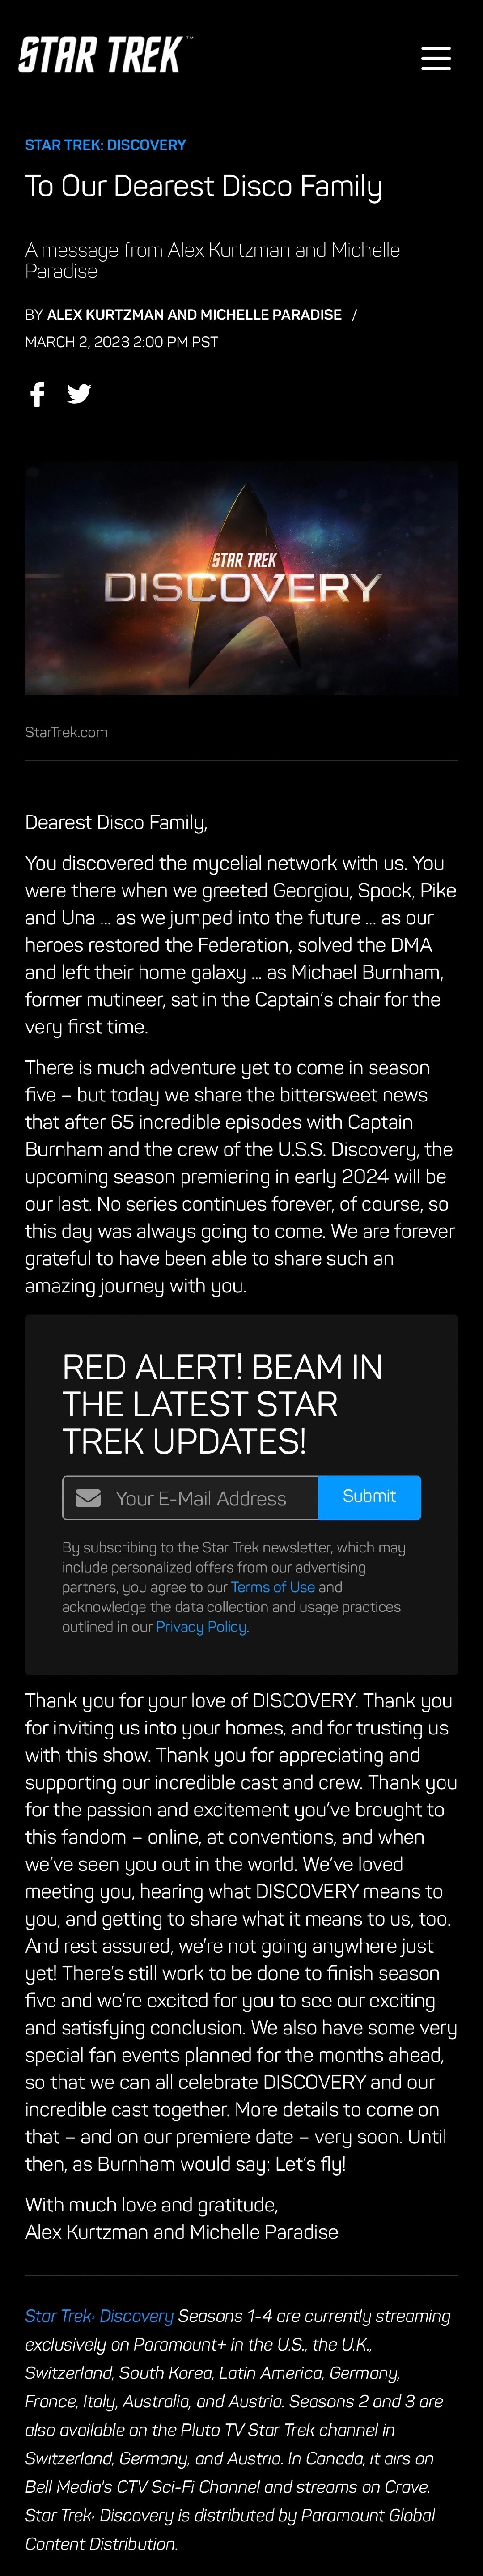 STAR TREK™
STAR TREK: DISCOVERY
To Our Dearest Disco Family
A message from Alex Kurtzman and Michelle
Paradise
BY ALEX KURTZMAN AND MICHELLE PARADISE /
MARCH 2, 2023 2:00 PM PST
STAR TREK
DISCOVERY
StarTrek.com
Dearest Disco Family,
You discovered the mycelial network with us. You
were there when we greeted Georgiou, Spock, Pike
and Una ... as we jumped into the future ... as our
heroes restored the Federation, solved the DMA
and left their home galaxy ... as Michael Burnham,
former mutineer, sat in the Captain's chair for the
very first time.
There is much adventure yet to come in season
five – but today we share the bittersweet news
that after 65 incredible episodes with Captain
Burnham and the crew of the U.S.S. Discovery, the
upcoming season premiering in early 2024 will be
our last. No series continues forever, of course, so
this day was always going to come. We are forever
grateful to have been able to share such an
amazing journey with you.
RED ALERT! BEAM IN
THE LATEST STAR
TREK UPDATES!
Your E-Mail Address
Submit
By subscribing to the Star Trek newsletter, which may
include personalized offers from our advertising
partners, you agree to our Terms of Use and
acknowledge the data collection and usage practices
outlined in our Privacy Policy.
Thank you for your love of DISCOVERY. Thank you
for inviting us into your homes, and for trusting us
with this show. Thank you for appreciating and
supporting our incredible cast and crew. Thank you
for the passion and excitement you've brought to
this fandom – online, at conventions, and when
we've seen you out in the world. We've loved
meeting you, hearing what DISCOVERY means to
you, and getting to share what it means to us, too.
And rest assured, we're not going anywhere just
yet! There's still work to be done to finish season
five and we're excited for you to see our exciting
and satisfying conclusion. We also have some very
special fan events planned for the months ahead,
so that we can all celebrate DISCOVERY and our
incredible cast together. More details to come on
that – and on our premiere date – very soon. Until
then, as Burnham would say: Let's fly!
With much love and gratitude,
Alex Kurtzman and Michelle Paradise
Star Trek: Discovery Seasons 1-4 are currently streaming
exclusively on Paramount+ in the U.S., the U.K.,
Switzerland, South Korea, Latin America, Germany,
France, Italy, Australia, and Austria. Seasons 2 and 3 are
also available on the Pluto TV Star Trek channel in
Switzerland, Germany, and Austria. In Canada, it airs on
Bell Media's CTV Sci-Fi Channel and streams on Crave.
Star Trek: Discovery is distributed by Paramount Global
Content Distribution.